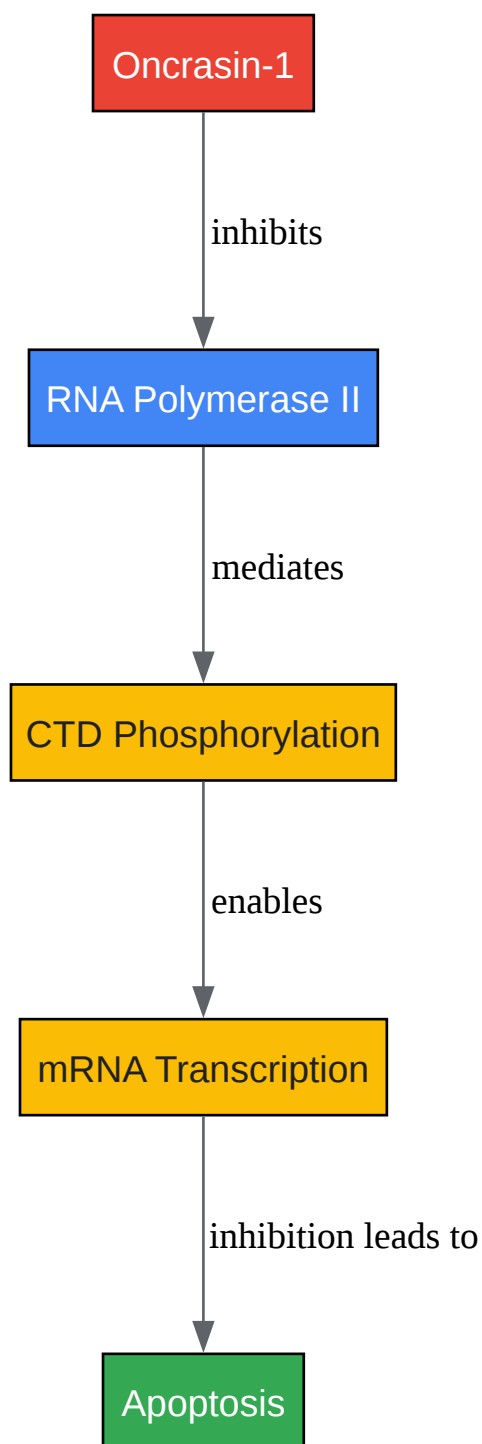 Oncrasin-1
inhibits
RNA Polymerase II
mediates
CTD Phosphorylation
enables
mRNA Transcription
inhibition leads to
Apoptosis